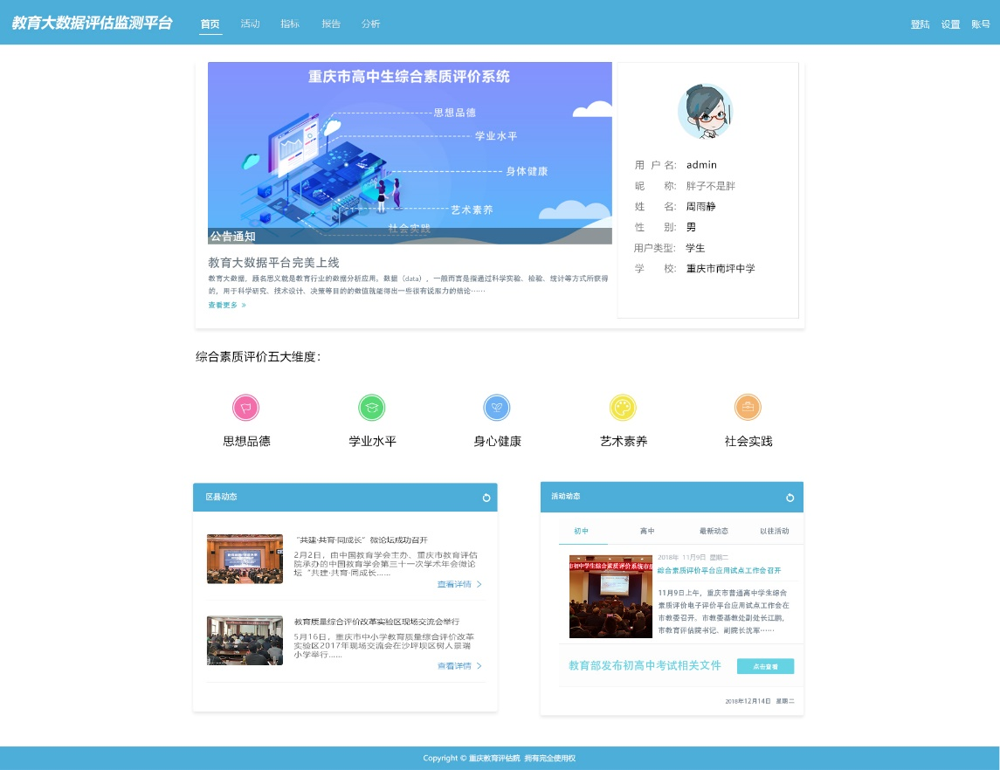 教育大数据评估监测平台
首页 活动 指标 报告 分析
登陆 设置 账号
重庆市高中生综合素质评价系统
思想品德
学业水平
身体健康
艺术素养
社会实践
公告通知
教育大数据平台完美上线
教育大数据，顾名思义就是教育行业的数据分析应用。数据（data），一般而言是指通过科学实验、检验、统计等方式所获得
的，用于科学研究、技术设计、决策等目的的数值就能得出一些很有说服力的结论……
查看更多 »
用 户 名: admin
昵 称: 胖子不是胖
姓 名: 周雨静
性 别: 男
用户类型: 学生
学 校: 重庆市南坪中学
综合素质评价五大维度：
思想品德 学业水平 身心健康 艺术素养 社会实践
区县动态
“共建·共育·同成长”微论坛成功召开
2月2日，由中国教育学会主办、重庆市教育评估
院承办的中国教育学会第三十一次学术年会微论
坛“共建·共育·同成长......
查看详情 >
教育质量综合评价改革实验区现场交流会举行
5月16日，重庆市中小学教育质量综合评价改革
实验区2017年现场交流会在沙坪坝区树人景瑞
小学举行......
查看详情 >
活动动态
初中 高中 最新动态 以往活动
市初中学生综合素质评价系统市级
2018年 11月9日 星期二
综合素质评价平台应用试点工作会召开
11月9日上午，重庆市普通高中学生综合
素质评价电子评价平台应用试点工作会在
市教委召开。市教委基教处副处长江鹏，
市教育评估院书记、副院长沈军……
教育部发布初高中考试相关文件 点击查看
2018年12月14日 星期二
Copyright © 重庆教育评估院 拥有完全使用权